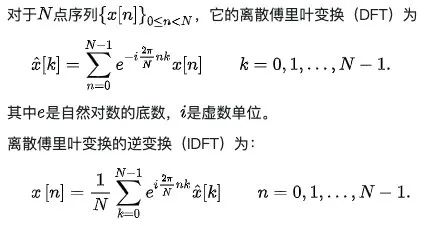 对于N点序列{x[n]}₀≤n<N，它的离散傅里叶变换（DFT）为
x̂[k] = ∑_{n=0}^{N-1} e^{-i\frac{2π}{N}nk} x[n]  k = 0, 1, . . . , N − 1.
其中e是自然对数的底数，i是虚数单位。
离散傅里叶变换的逆变换（IDFT）为：
x [n] = \frac{1}{N} ∑_{k=0}^{N-1} e^{i\frac{2π}{N}nk} x̂[k]  n = 0, 1, . . . , N − 1.